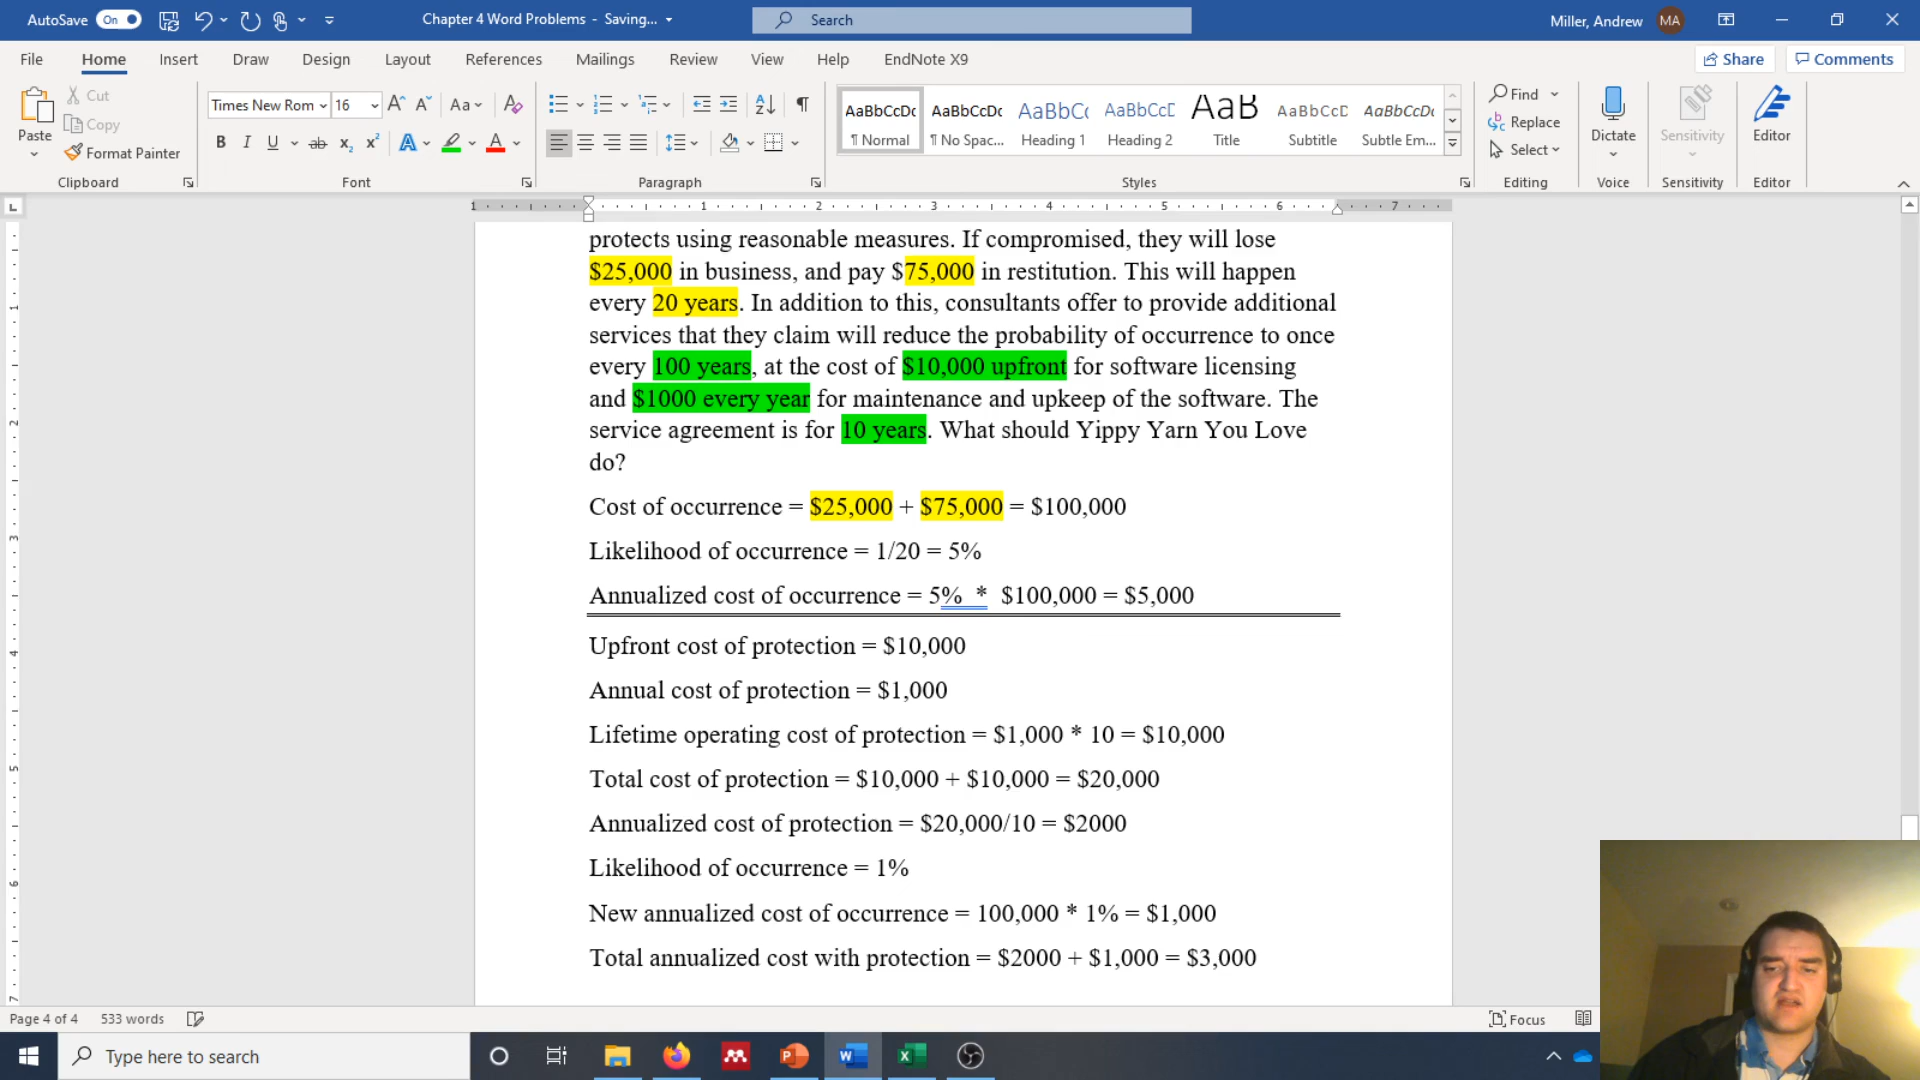 AutoSave On Chapter 4 Word Problems - Saving... Search Miller, Andrew MA
File Home Insert Draw Design Layout References Mailings Review View Help EndNote X9 Share Comments
Paste Cut Copy Format Painter Clipboard
Times New Rom 16 Aa B I U ab x₂ x² A A Font
Paragraph
AaBbCcDc ¶ Normal
AaBbCcDc ¶ No Spac...
AaBbCc Heading 1
AaBbCcD Heading 2
AaB Title
AaBbCcD Subtitle
AaBbCcDc Subtle Em...
Styles
Find Replace Select Editing
Dictate Voice
Sensitivity Sensitivity
Editor Editor
1 1 2 3 4 5 6 7
protects using reasonable measures. If compromised, they will lose
$25,000 in business, and pay $75,000 in restitution. This will happen
every 20 years. In addition to this, consultants offer to provide additional
services that they claim will reduce the probability of occurrence to once
every 100 years, at the cost of $10,000 upfront for software licensing
and $1000 every year for maintenance and upkeep of the software. The
service agreement is for 10 years. What should Yippy Yarn You Love
do?
Cost of occurrence = $25,000 + $75,000 = $100,000
Likelihood of occurrence = 1/20 = 5%
Annualized cost of occurrence = 5% * $100,000 = $5,000
Upfront cost of protection = $10,000
Annual cost of protection = $1,000
Lifetime operating cost of protection = $1,000 * 10 = $10,000
Total cost of protection = $10,000 + $10,000 = $20,000
Annualized cost of protection = $20,000/10 = $2000
Likelihood of occurrence = 1%
New annualized cost of occurrence = 100,000 * 1% = $1,000
Total annualized cost with protection = $2000 + $1,000 = $3,000
Page 4 of 4 533 words Focus
Type here to search